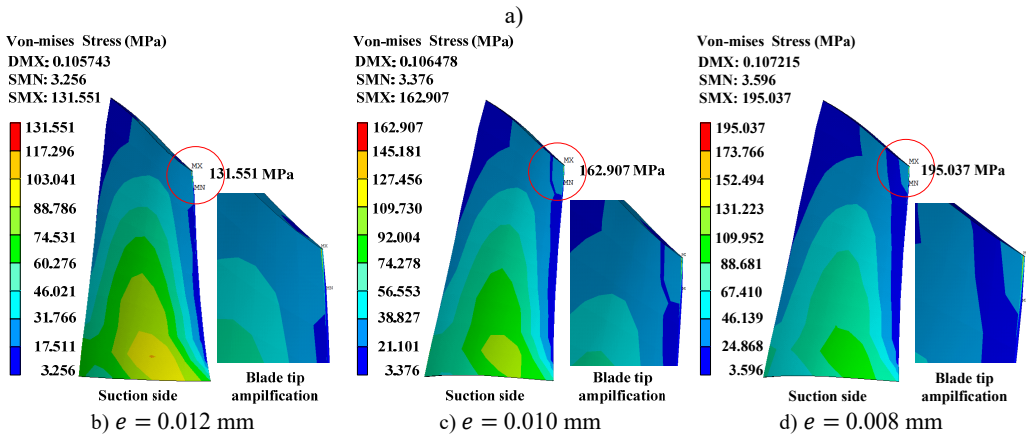 a)
Von-mises Stress (MPa)
DMX: 0.105743
SMN: 3.256
SMX: 131.551
131.551
117.296
103.041
88.786
74.531
60.276
46.021
31.766
17.511
3.256
MX
MN
131.551 MPa
MX
MN
Suction side
Blade tip
ampilfication
b) e = 0.012 mm
Von-mises Stress (MPa)
DMX: 0.106478
SMN: 3.376
SMX: 162.907
162.907
145.181
127.456
109.730
92.004
74.278
56.553
38.827
21.101
3.376
MX
MN
162.907 MPa
MX
MN
Suction side
Blade tip
ampilfication
c) e = 0.010 mm
Von-mises Stress (MPa)
DMX: 0.107215
SMN: 3.596
SMX: 195.037
195.037
173.766
152.494
131.223
109.952
88.681
67.410
46.139
24.868
3.596
MX
MN
195.037 MPa
MX
MN
Suction side
Blade tip
ampilfication
d) e = 0.008 mm